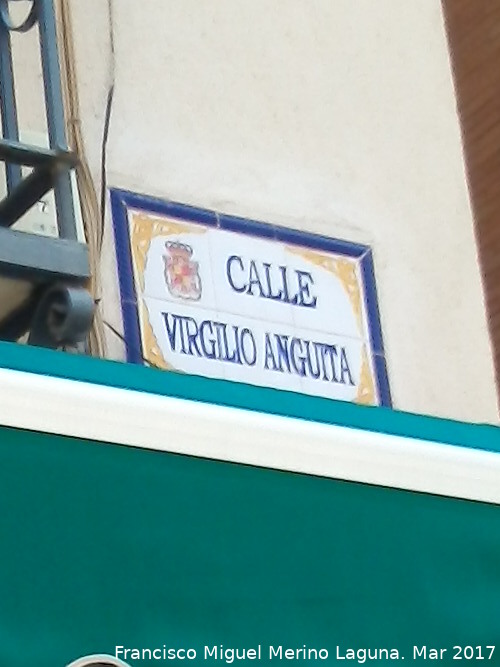 CALLE
VIRGILIO ANGUITA
Francisco Miguel Merino Laguna. Mar 2017